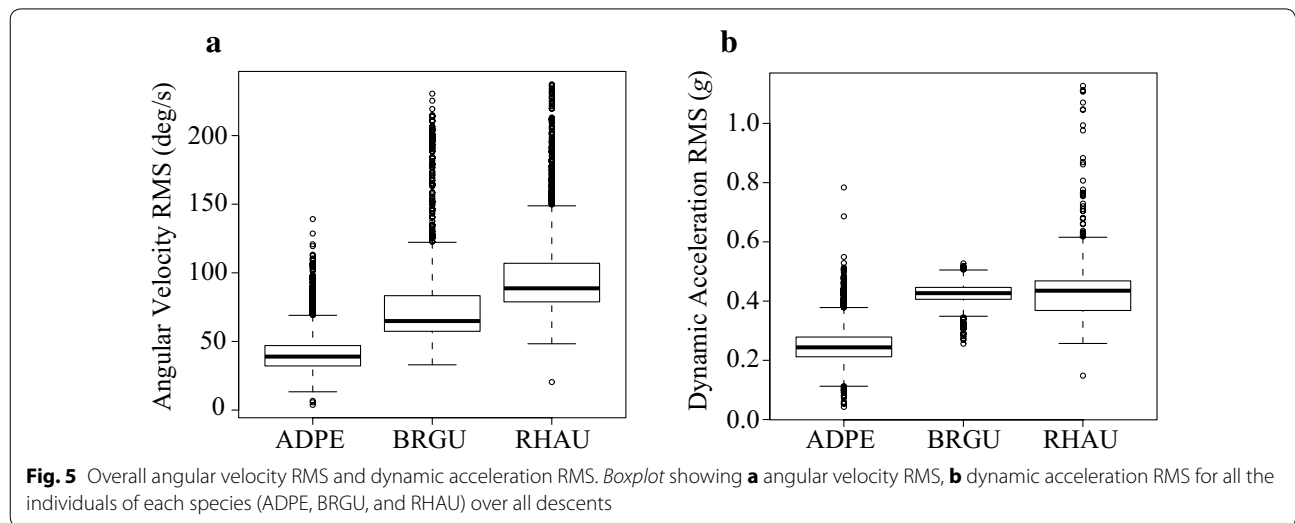 a
b
Angular Velocity RMS (deg/s)
200
150
100
50
0
ADPE BRGU RHAU
Dynamic Acceleration RMS (g)
1.0
0.8
0.6
0.4
0.2
0.0
ADPE BRGU RHAU
Fig. 5 Overall angular velocity RMS and dynamic acceleration RMS. Boxplot showing a angular velocity RMS, b dynamic acceleration RMS for all the
individuals of each species (ADPE, BRGU, and RHAU) over all descents